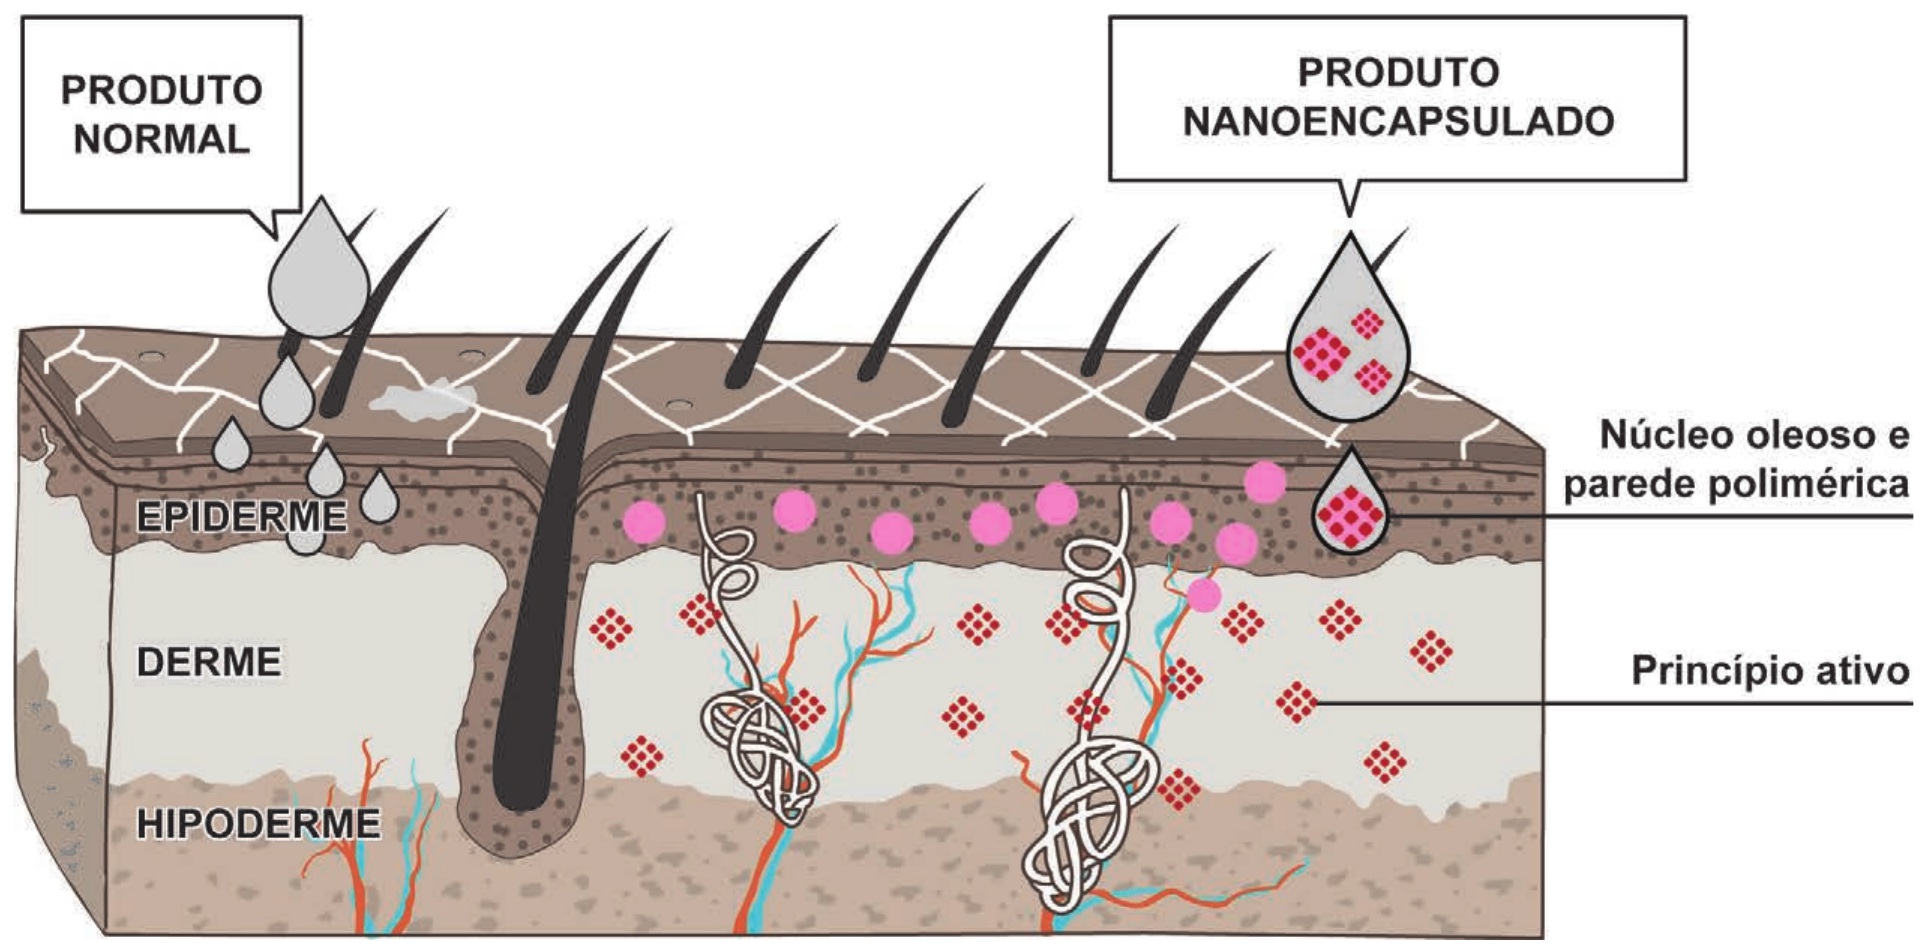 PRODUTO
NORMAL
PRODUTO
NANOENCAPSULADO
Núcleo oleoso e
parede polimérica
EPIDERME
Princípio ativo
DERME
HIPODERME